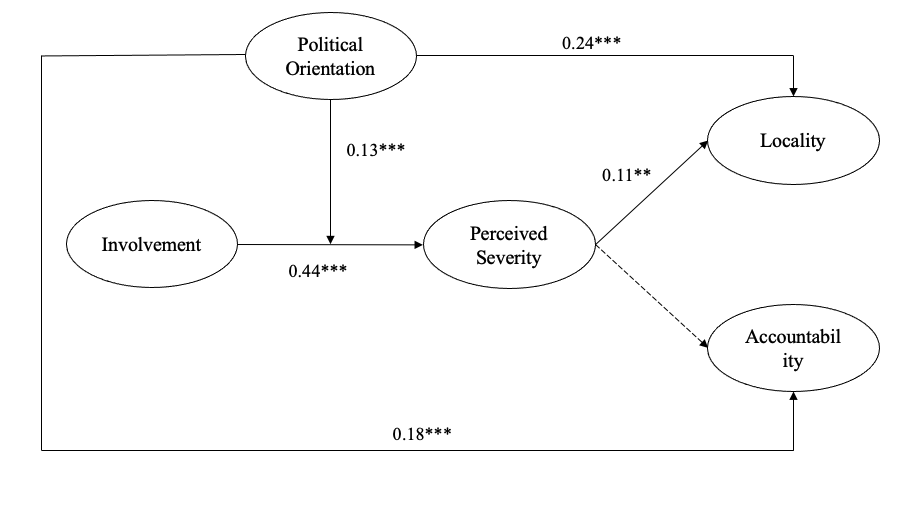 Political
Orientation
0.24***
Locality
0.13***
0.11**
Involvement
0.44***
Perceived
Severity
Accountabil
ity
0.18***